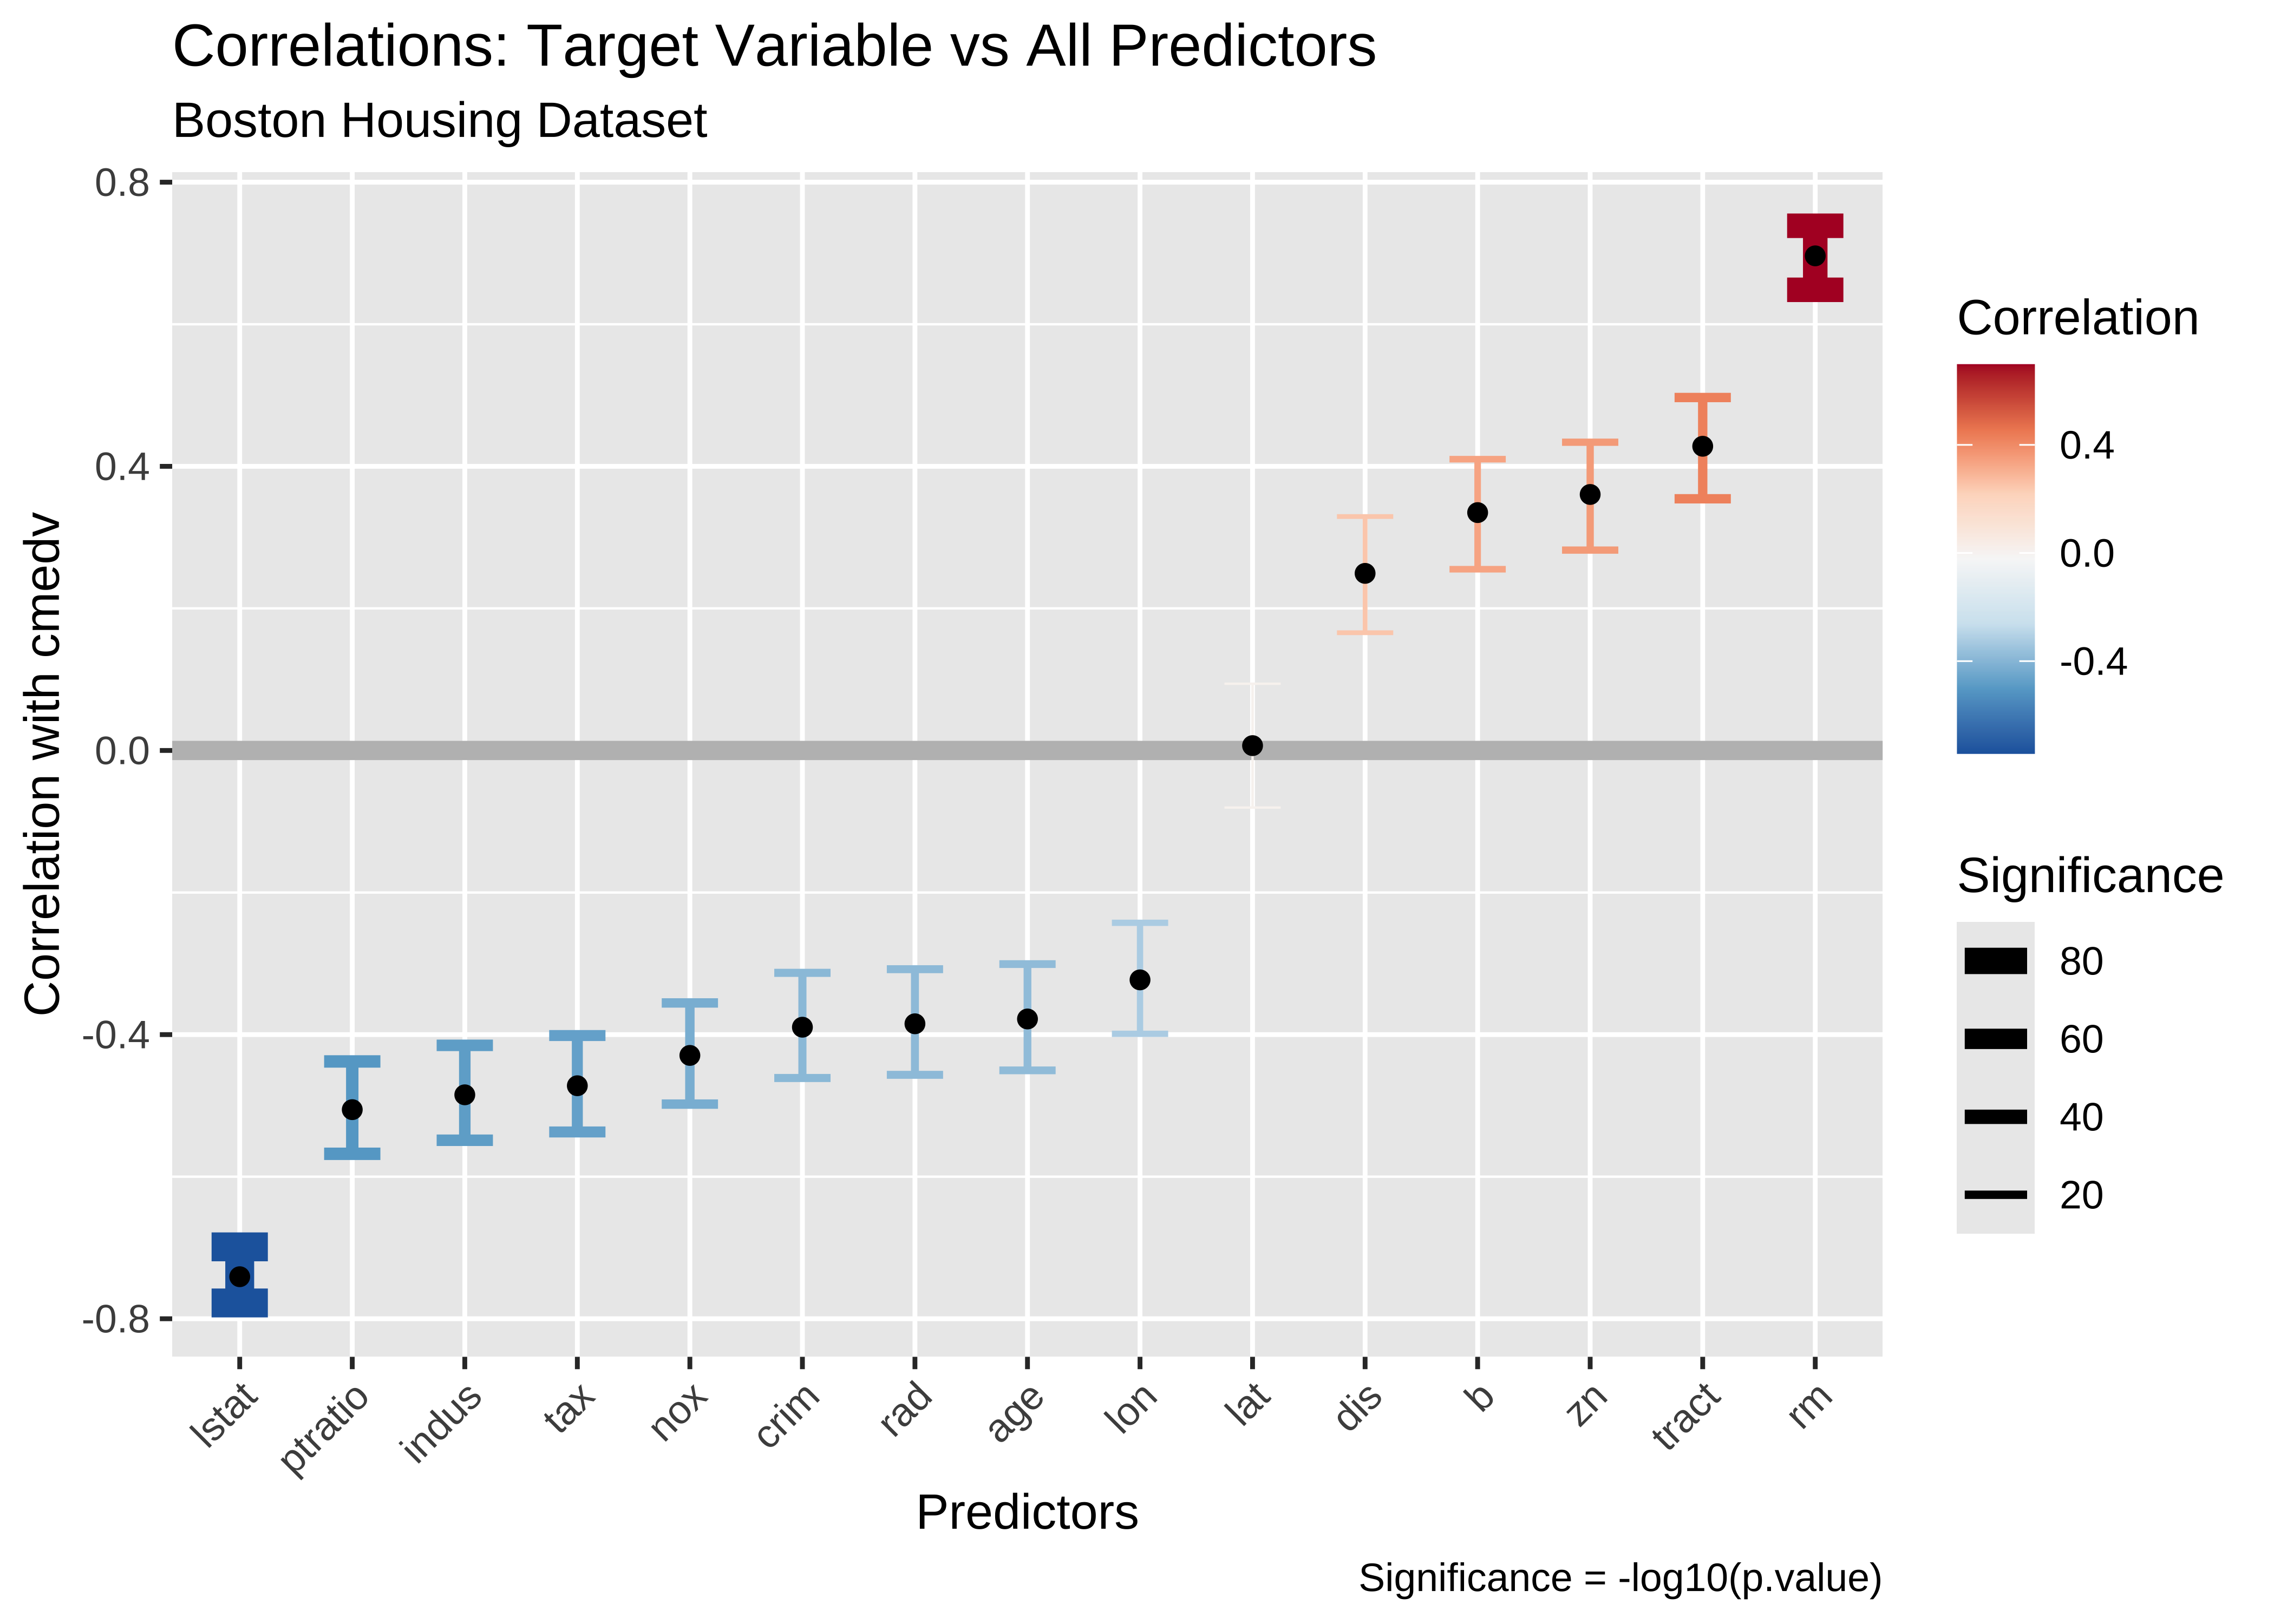 Correlations: Target Variable vs All Predictors
Boston Housing Dataset
Correlation with cmedv
0.8
0.4
0.0
-0.4
-0.8
lstat
ptratio
indus
tax
nox
crim
rad
age
lon
lat
dis
b
zn
tract
rm
Predictors
Correlation
0.4
0.0
-0.4
Significance
80
60
40
20
Significance = -log10(p.value)